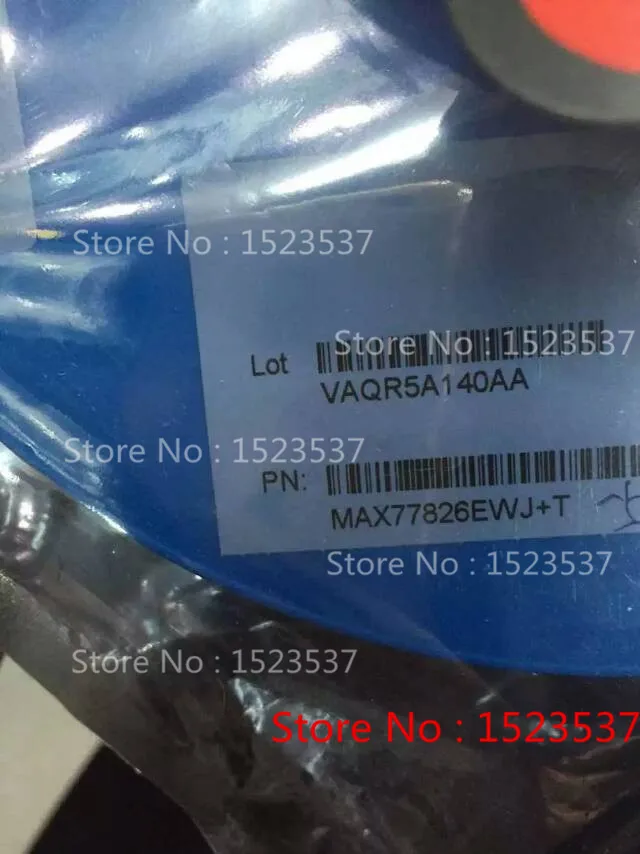 Store No : 1523537
Store No : 1523537
Lot
VAQR5A140AA
Store No : 1523537
PN:
MAX77826EWJ+T
Store No : 1523537
Store No : 1523537
Store No : 1523537